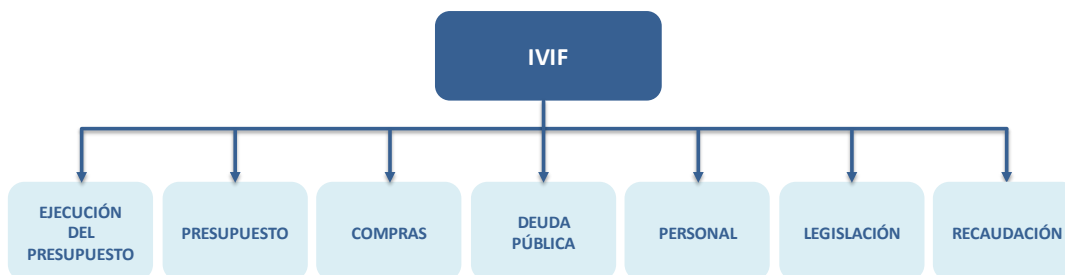 IVIF
EJECUCIÓN
DEL
PRESUPUESTO
PRESUPUESTO
COMPRAS
DEUDA
PÚBLICA
PERSONAL
LEGISLACIÓN
RECAUDACIÓN